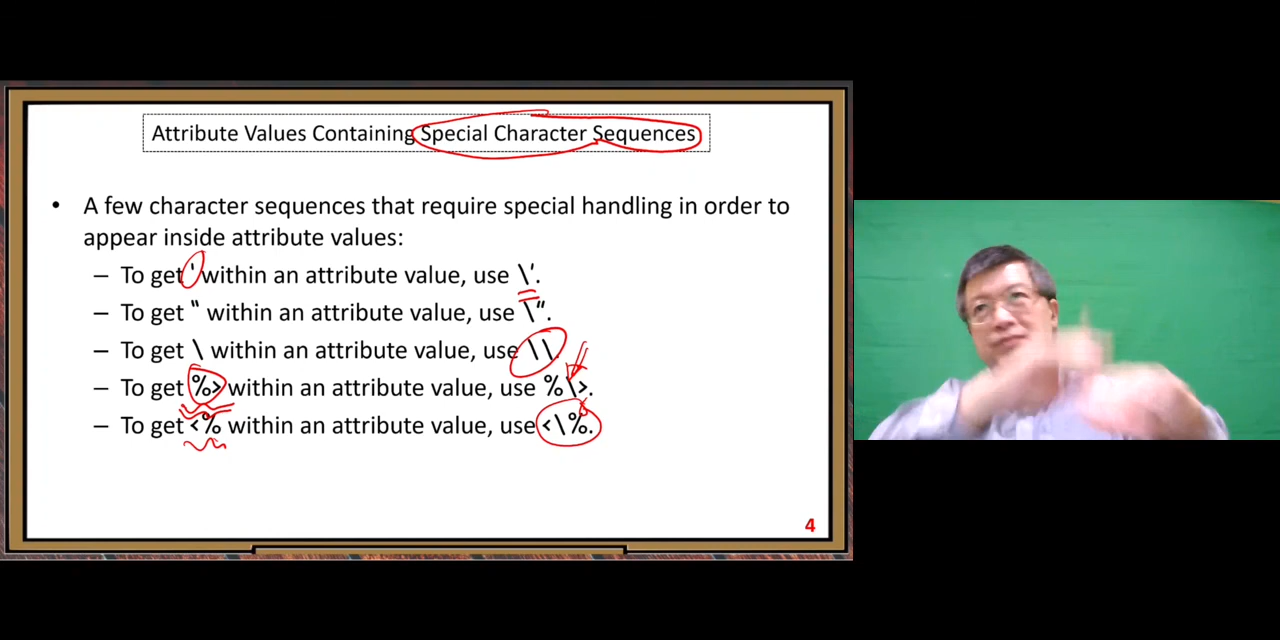 Attribute Values Containing Special Character Sequences
• A few character sequences that require special handling in order to
appear inside attribute values:
– To get ' within an attribute value, use \'.
– To get " within an attribute value, use \".
– To get \ within an attribute value, use \\.
– To get %> within an attribute value, use %\>.
– To get <% within an attribute value, use <\%.
4